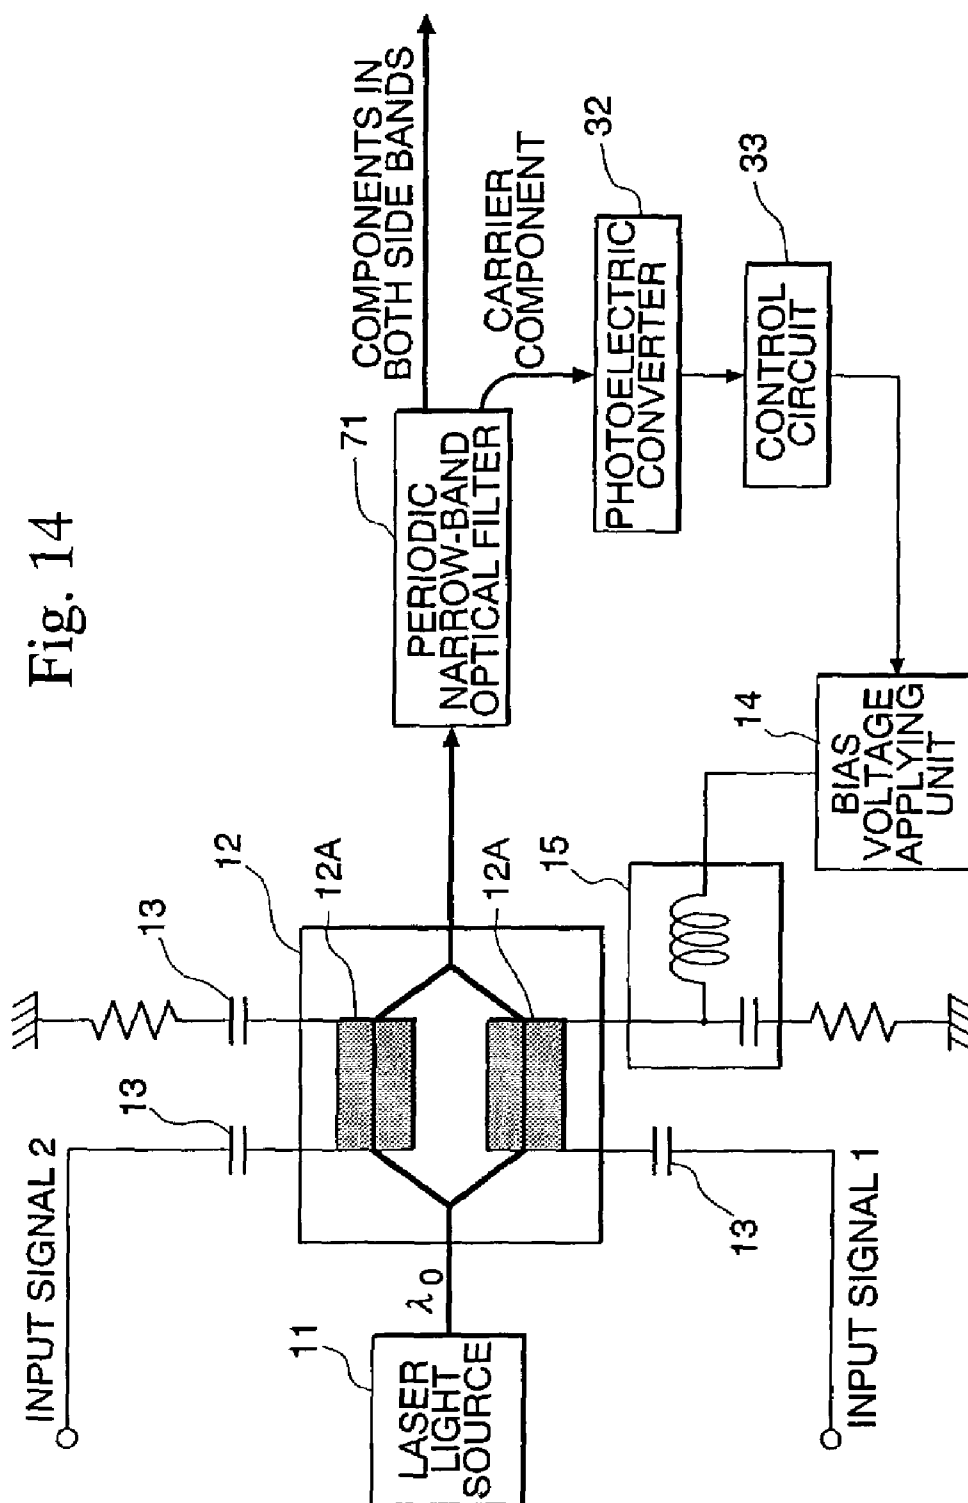 Fig. 14
INPUT SIGNAL 2
13
13
12
12A
12A
11
LASER
LIGHT
SOURCE
λ0
71
PERIODIC
NARROW-BAND
OPTICAL FILTER
COMPONENTS IN
BOTH SIDE BANDS
CARRIER
COMPONENT
32
PHOTOELECTRIC
CONVERTER
33
CONTROL
CIRCUIT
14
BIAS
VOLTAGE
APPLYING
UNIT
15
13
INPUT SIGNAL 1